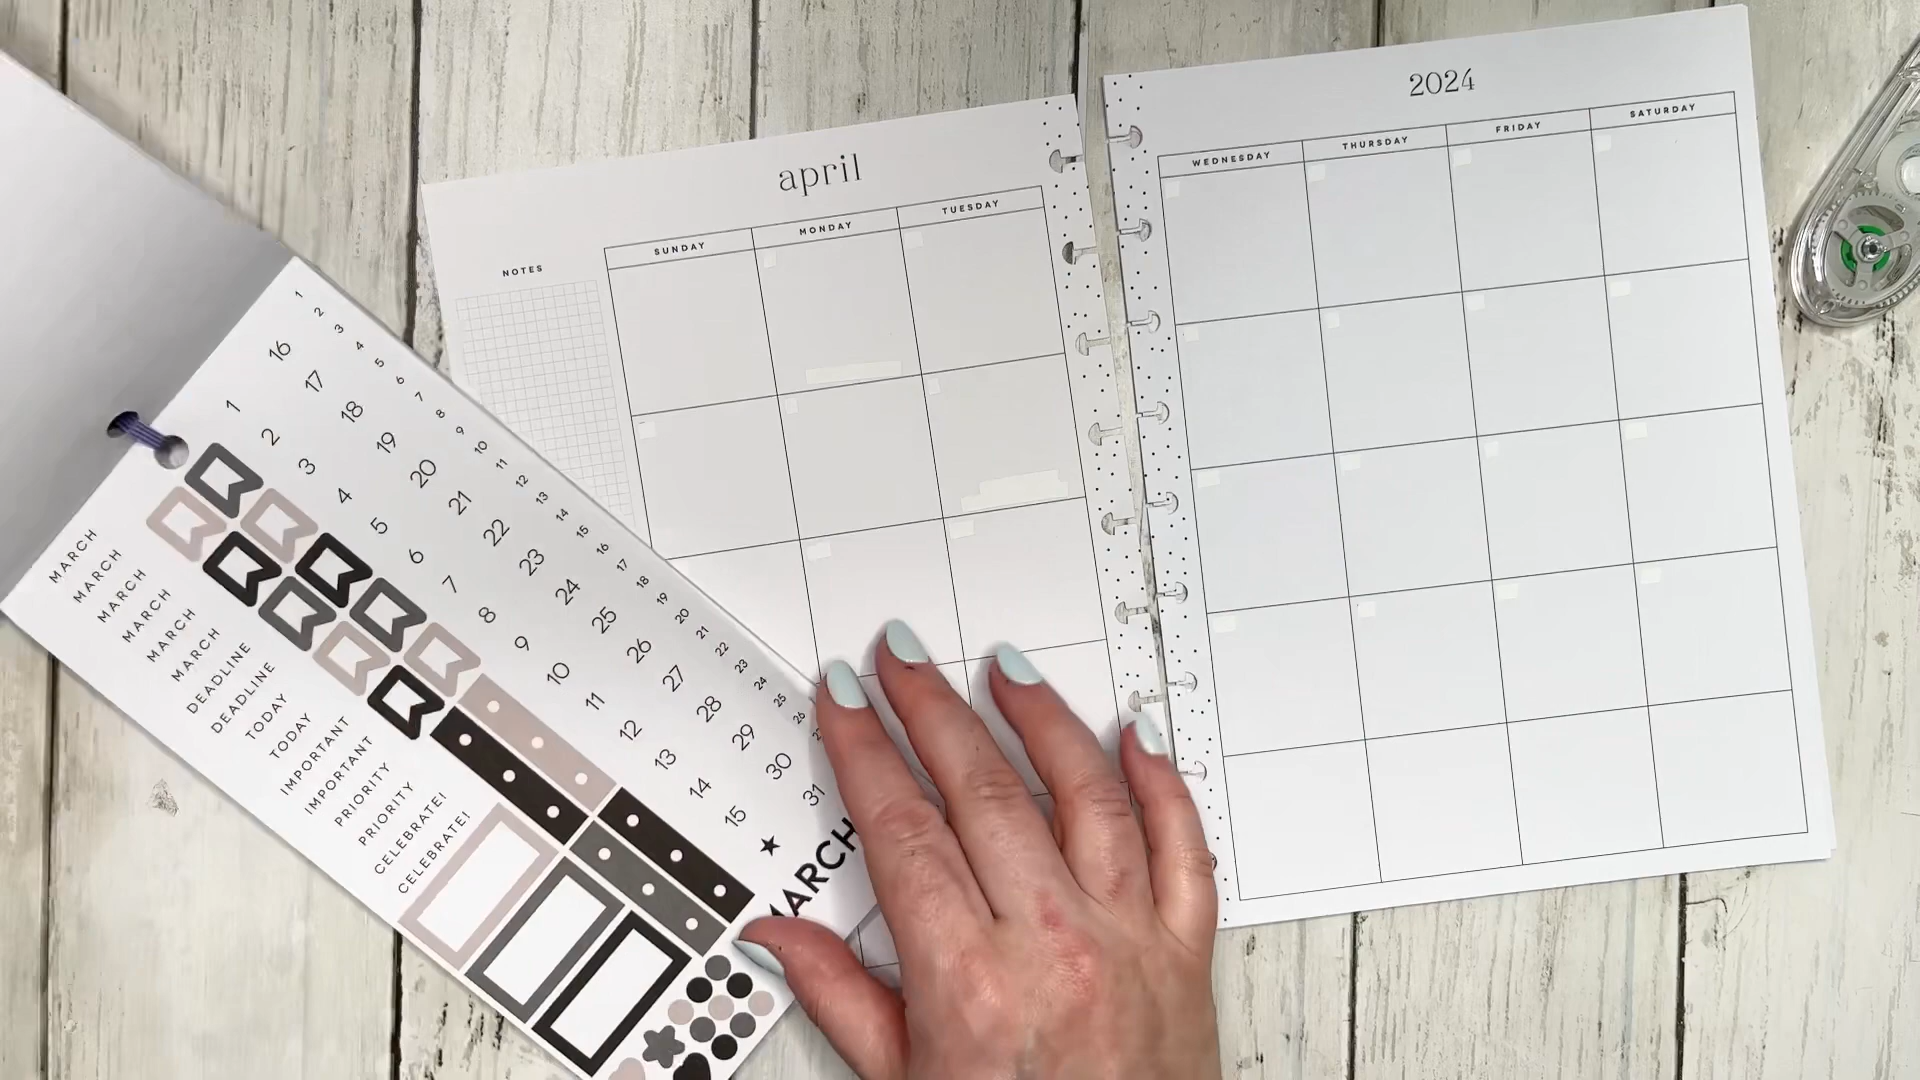 april
2024
NOTES
SUNDAY
MONDAY
TUESDAY
WEDNESDAY
THURSDAY
FRIDAY
SATURDAY
1
2
3
4
5
6
7
8
9
10
11
12
13
14
15
16
17
18
19
20
21
22
23
24
25
26
16
17
18
19
20
21
22
23
24
25
26
27
28
29
30
31
1
2
3
4
5
6
7
8
9
10
11
12
13
14
15
MARCH
MARCH
MARCH
MARCH
MARCH
MARCH
MARCH
DEADLINE
DEADLINE
TODAY
TODAY
IMPORTANT
IMPORTANT
PRIORITY
PRIORITY
CELEBRATE!
CELEBRATE!